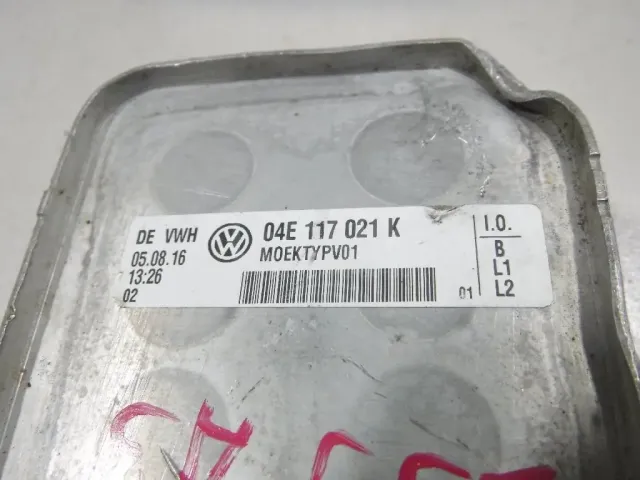 DE VWH
05.08.16
13:26
02
04E 117 021 K
MOEKTYPV01
01
I.O.
B
L1
L2